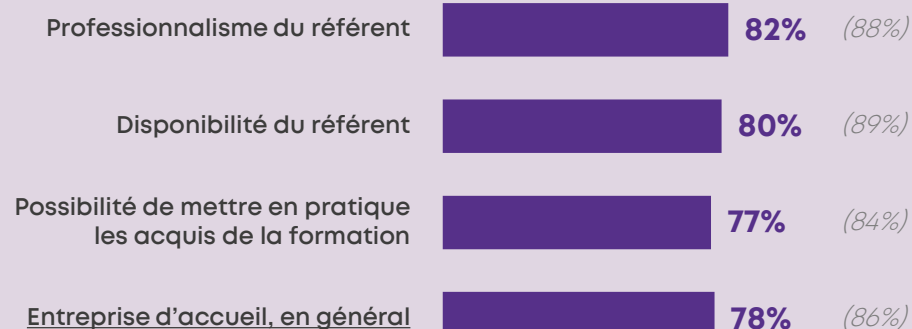 Professionnalisme du référent 82% (88%)
Disponibilité du référent 80% (89%)
Possibilité de mettre en pratique
les acquis de la formation 77% (84%)
Entreprise d'accueil, en général 78% (86%)